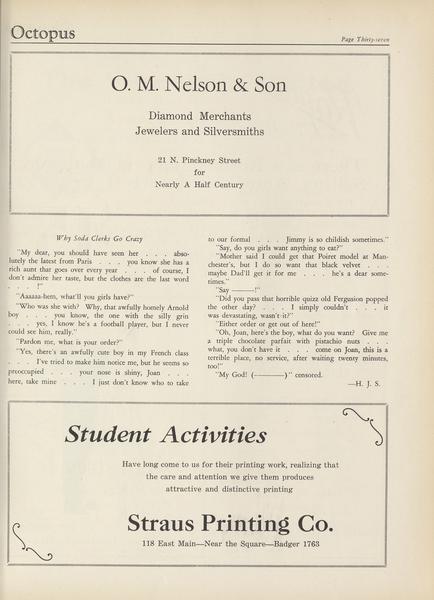 Octopus
Page Thirty-seven
O. M. Nelson & Son
Diamond Merchants
Jewelers and Silversmiths
21 N. Pinckney Street
for
Nearly A Half Century
Why Soda Clerks Go Crazy
"My dear, you should have seen her . . . abso-
lutely the latest from Paris . . . you know she has a
rich aunt that goes over every year . . . of course, I
don't admire her taste, but the clothes are the last word
. . . !"
"Aaaaaa-hem, what'll you girls have?"
"Who was she with? Why, that awfully homely Arnold
boy . . . you know, the one with the silly grin
. . . yes, I know he's a football player, but I never
could see him, really."
"Pardon me, what is your order?"
"Yes, there's an awfully cute boy in my French class
. . . I've tried to make him notice me, but he seems so
preoccupied . . . your nose is shiny, Joan . . .
here, take mine . . . I just don't know who to take
to our formal . . . Jimmy is so childish sometimes."
"Say, do you girls want anything to eat?"
"Mother said I could get that Poiret model at Man-
chester's, but I do so want that black velvet . . .
maybe Dad'll get it for me . . . he's a dear some-
times."
"Say ———!"
"Did you pass that horrible quizz old Fergusion popped
the other day? . . . I simply couldn't . . . it
was devastating, wasn't it?"
"Either order or get out of here!"
"Oh, Joan, here's the boy, what do you want? Give me
a triple chocolate parfait with pistachio nuts . . .
what, you don't have it . . . come on Joan, this is a
terrible place, no service, after waiting twenty minutes,
too!"
"My God! (————)" censored.
—H. J. S.
Student Activities
Have long come to us for their printing work, realizing that
the care and attention we give them produces
attractive and distinctive printing
Straus Printing Co.
118 East Main—Near the Square—Badger 1763